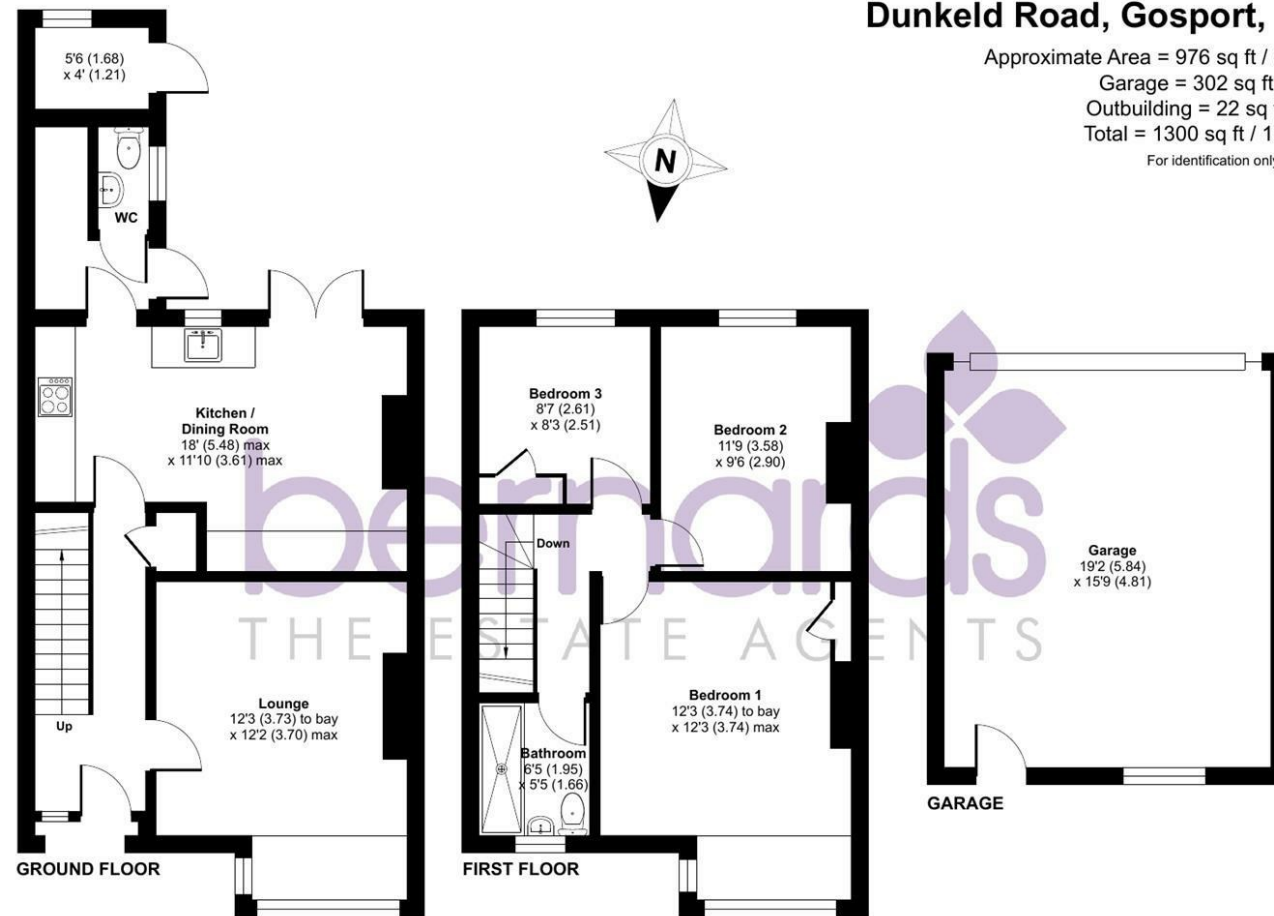 Dunkeld Road, Gosport,
Approximate Area = 976 sq ft /
Garage = 302 sq ft
Outbuilding = 22 sq
Total = 1300 sq ft / 1
For identification only
5'6 (1.68)
x 4' (1.21)
WC
N
Kitchen /
Dining Room
18' (5.48) max
x 11'10 (3.61) max
Bedroom 3
8'7 (2.61)
x 8'3 (2.51)
Bedroom 2
11'9 (3.58)
x 9'6 (2.90)
bernards
THE ESTATE AGENTS
Down
Garage
19'2 (5.84)
x 15'9 (4.81)
Lounge
12'3 (3.73) to bay
x 12'2 (3.70) max
Up
Bedroom 1
12'3 (3.74) to bay
x 12'3 (3.74) max
Bathroom
6'5 (1.95)
x 5'5 (1.66)
GROUND FLOOR
FIRST FLOOR
GARAGE